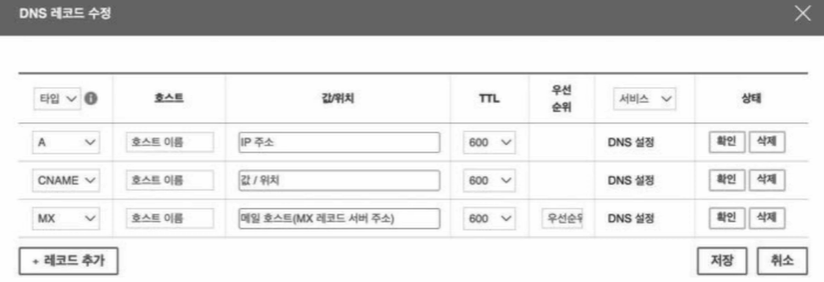 DNS 레코드 수정
타입 호스트 값/위치 TTL 우선 순위 서비스 상태
A 호스트 이름 IP 주소 600 DNS 설정 확인 삭제
CNAME 호스트 이름 값 / 위치 600 DNS 설정 확인 삭제
MX 호스트 이름 메일 호스트(MX 레코드 서버 주소) 600 우선순위 DNS 설정 확인 삭제
+ 레코드 추가 저장 취소